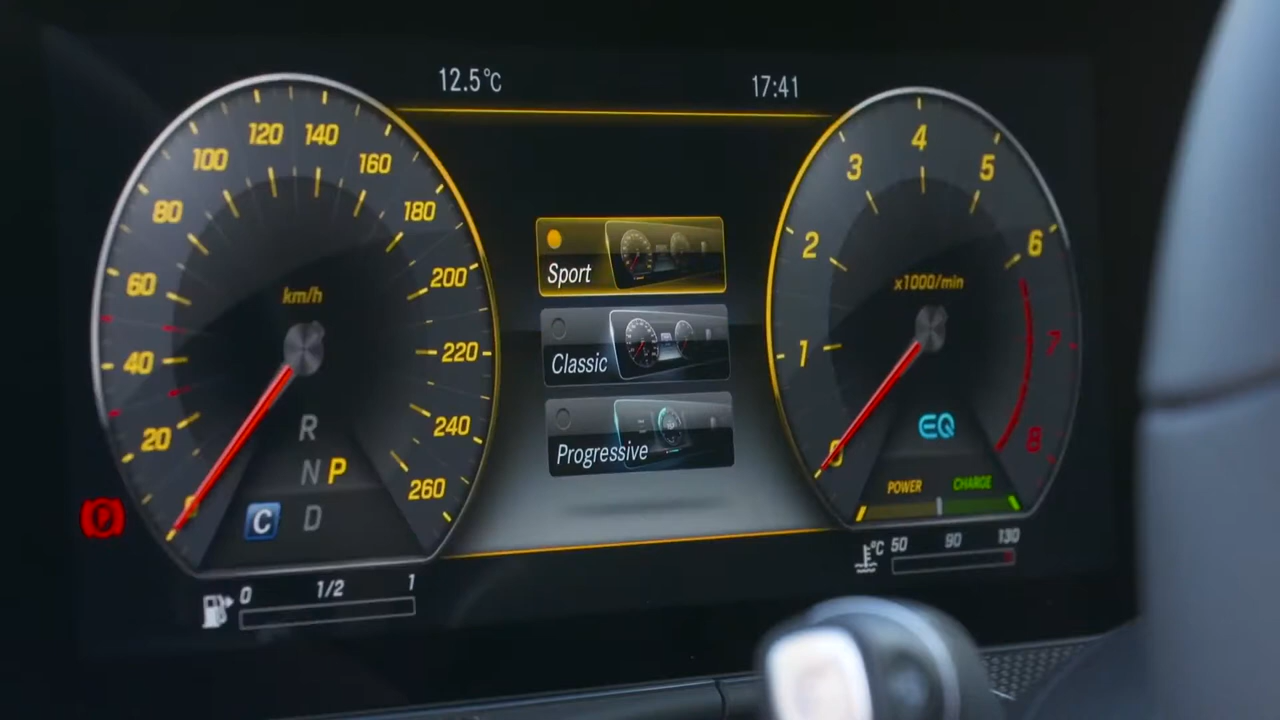 12.5°C
17:41
0
20
40
60
80
100
120
140
160
180
200
220
240
260
km/h
R
N P
D
C
P
0 1/2 1
Sport
Classic
Progressive
0
1
2
3
4
5
6
7
8
x1000/min
EQ
POWER
CHARGE
°C 50 90 130